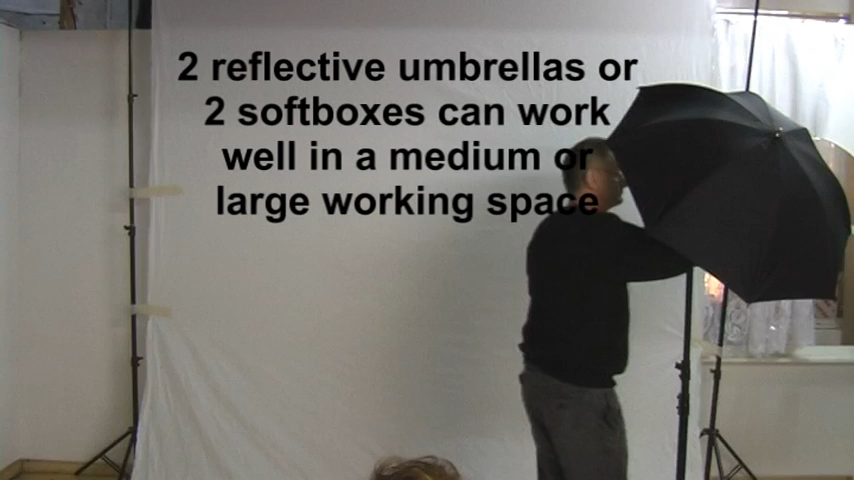 2 reflective umbrellas or
2 softboxes can work
well in a medium or
large working space